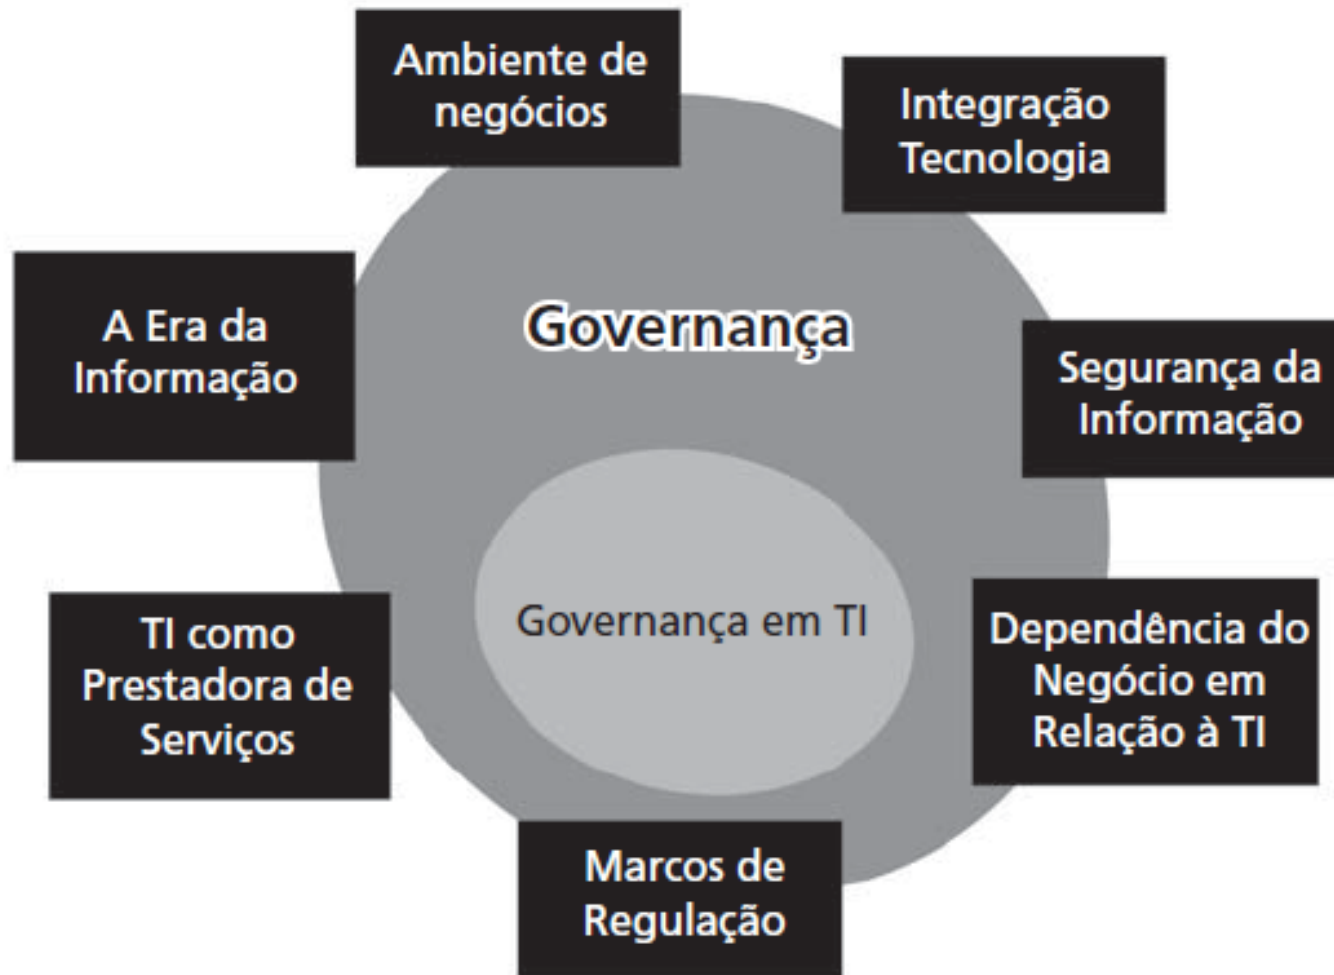 Ambiente de
negócios
Integração
Tecnologia
A Era da
Informação
Governança
Segurança da
Informação
TI como
Prestadora de
Serviços
Governança em TI
Dependência do
Negócio em
Relação à TI
Marcos de
Regulação